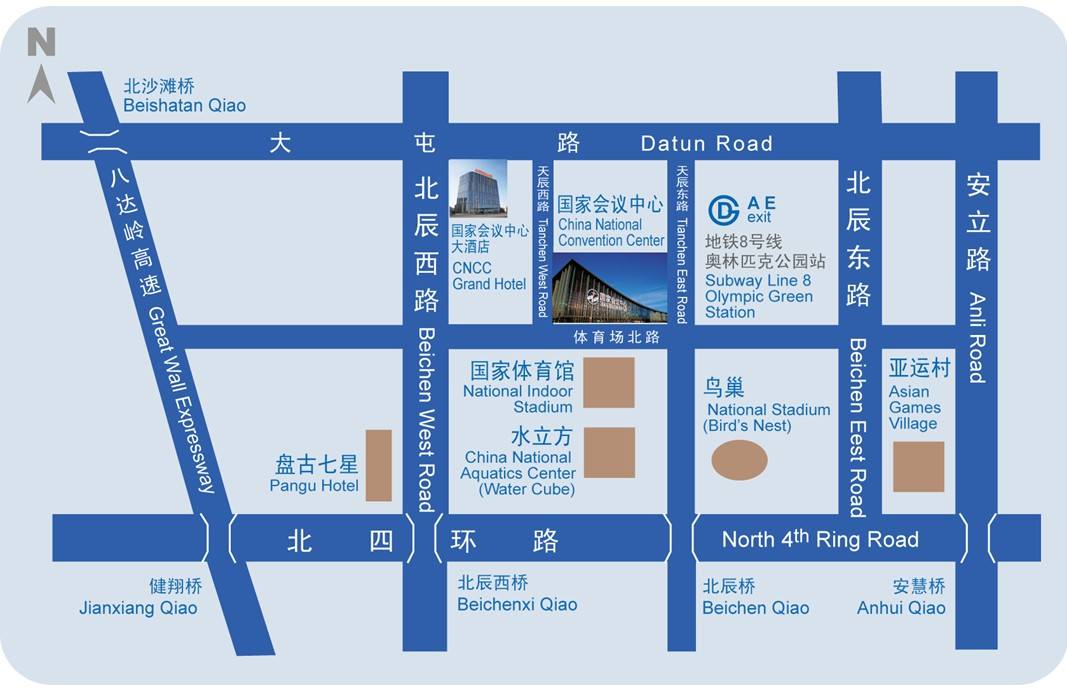 N
北沙滩桥
Beishatan Qiao
大屯路 Datun Road
八达岭高速 Great Wall Expressway
北辰西路 Beichen West Road
国家会议中心
大酒店
CNCC
Grand Hotel
天辰西路 Tianchen West Road
国家会议中心
China National
Convention Center
天辰东路 Tianchen East Road
A E
exit
地铁8号线
奥林匹克公园站
Subway Line 8
Olympic Green
Station
北辰东路 Beichen Eest Road
安立路 Anli Road
体育场北路
国家体育馆
National Indoor
Stadium
水立方
China National
Aquatics Center
(Water Cube)
盘古七星
Pangu Hotel
鸟巢
National Stadium
(Bird's Nest)
亚运村
Asian
Games
Village
北四环路 North 4th Ring Road
健翔桥
Jianxiang Qiao
北辰西桥
Beichenxi Qiao
北辰桥
Beichen Qiao
安慧桥
Anhui Qiao